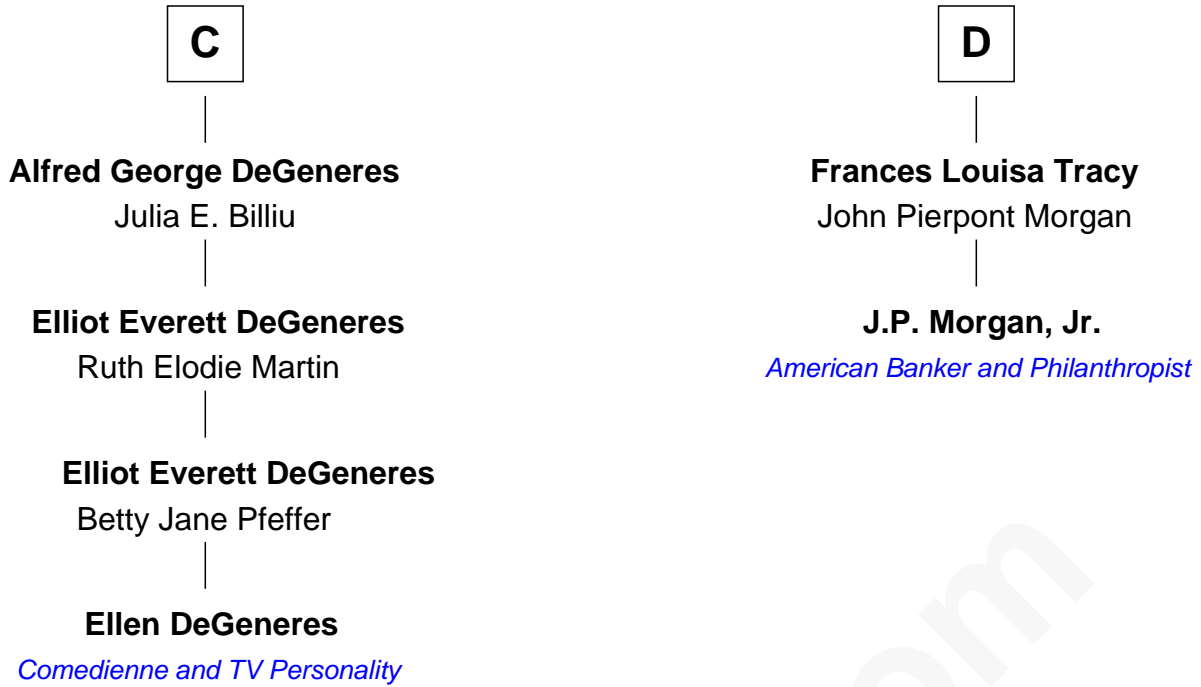 C
Alfred George DeGeneres
Julia E. Billiu
Elliot Everett DeGeneres
Ruth Elodie Martin
Elliot Everett DeGeneres
Betty Jane Pfeffer
Ellen DeGeneres
Comedienne and TV Personality
D
Frances Louisa Tracy
John Pierpont Morgan
J.P. Morgan, Jr.
American Banker and Philanthropist
om